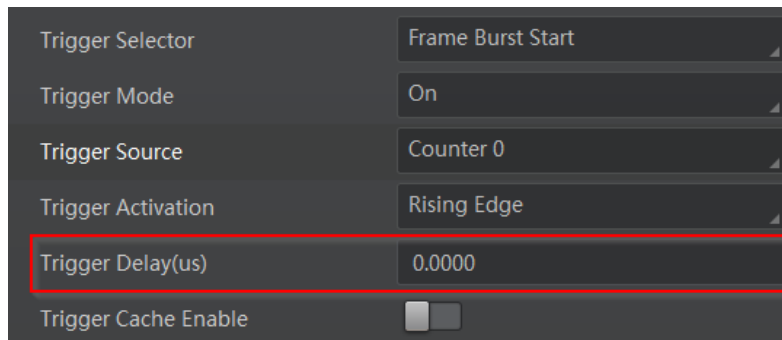 Trigger Selector Frame Burst Start
Trigger Mode On
Trigger Source Counter 0
Trigger Activation Rising Edge
Trigger Delay(us) 0.0000
Trigger Cache Enable